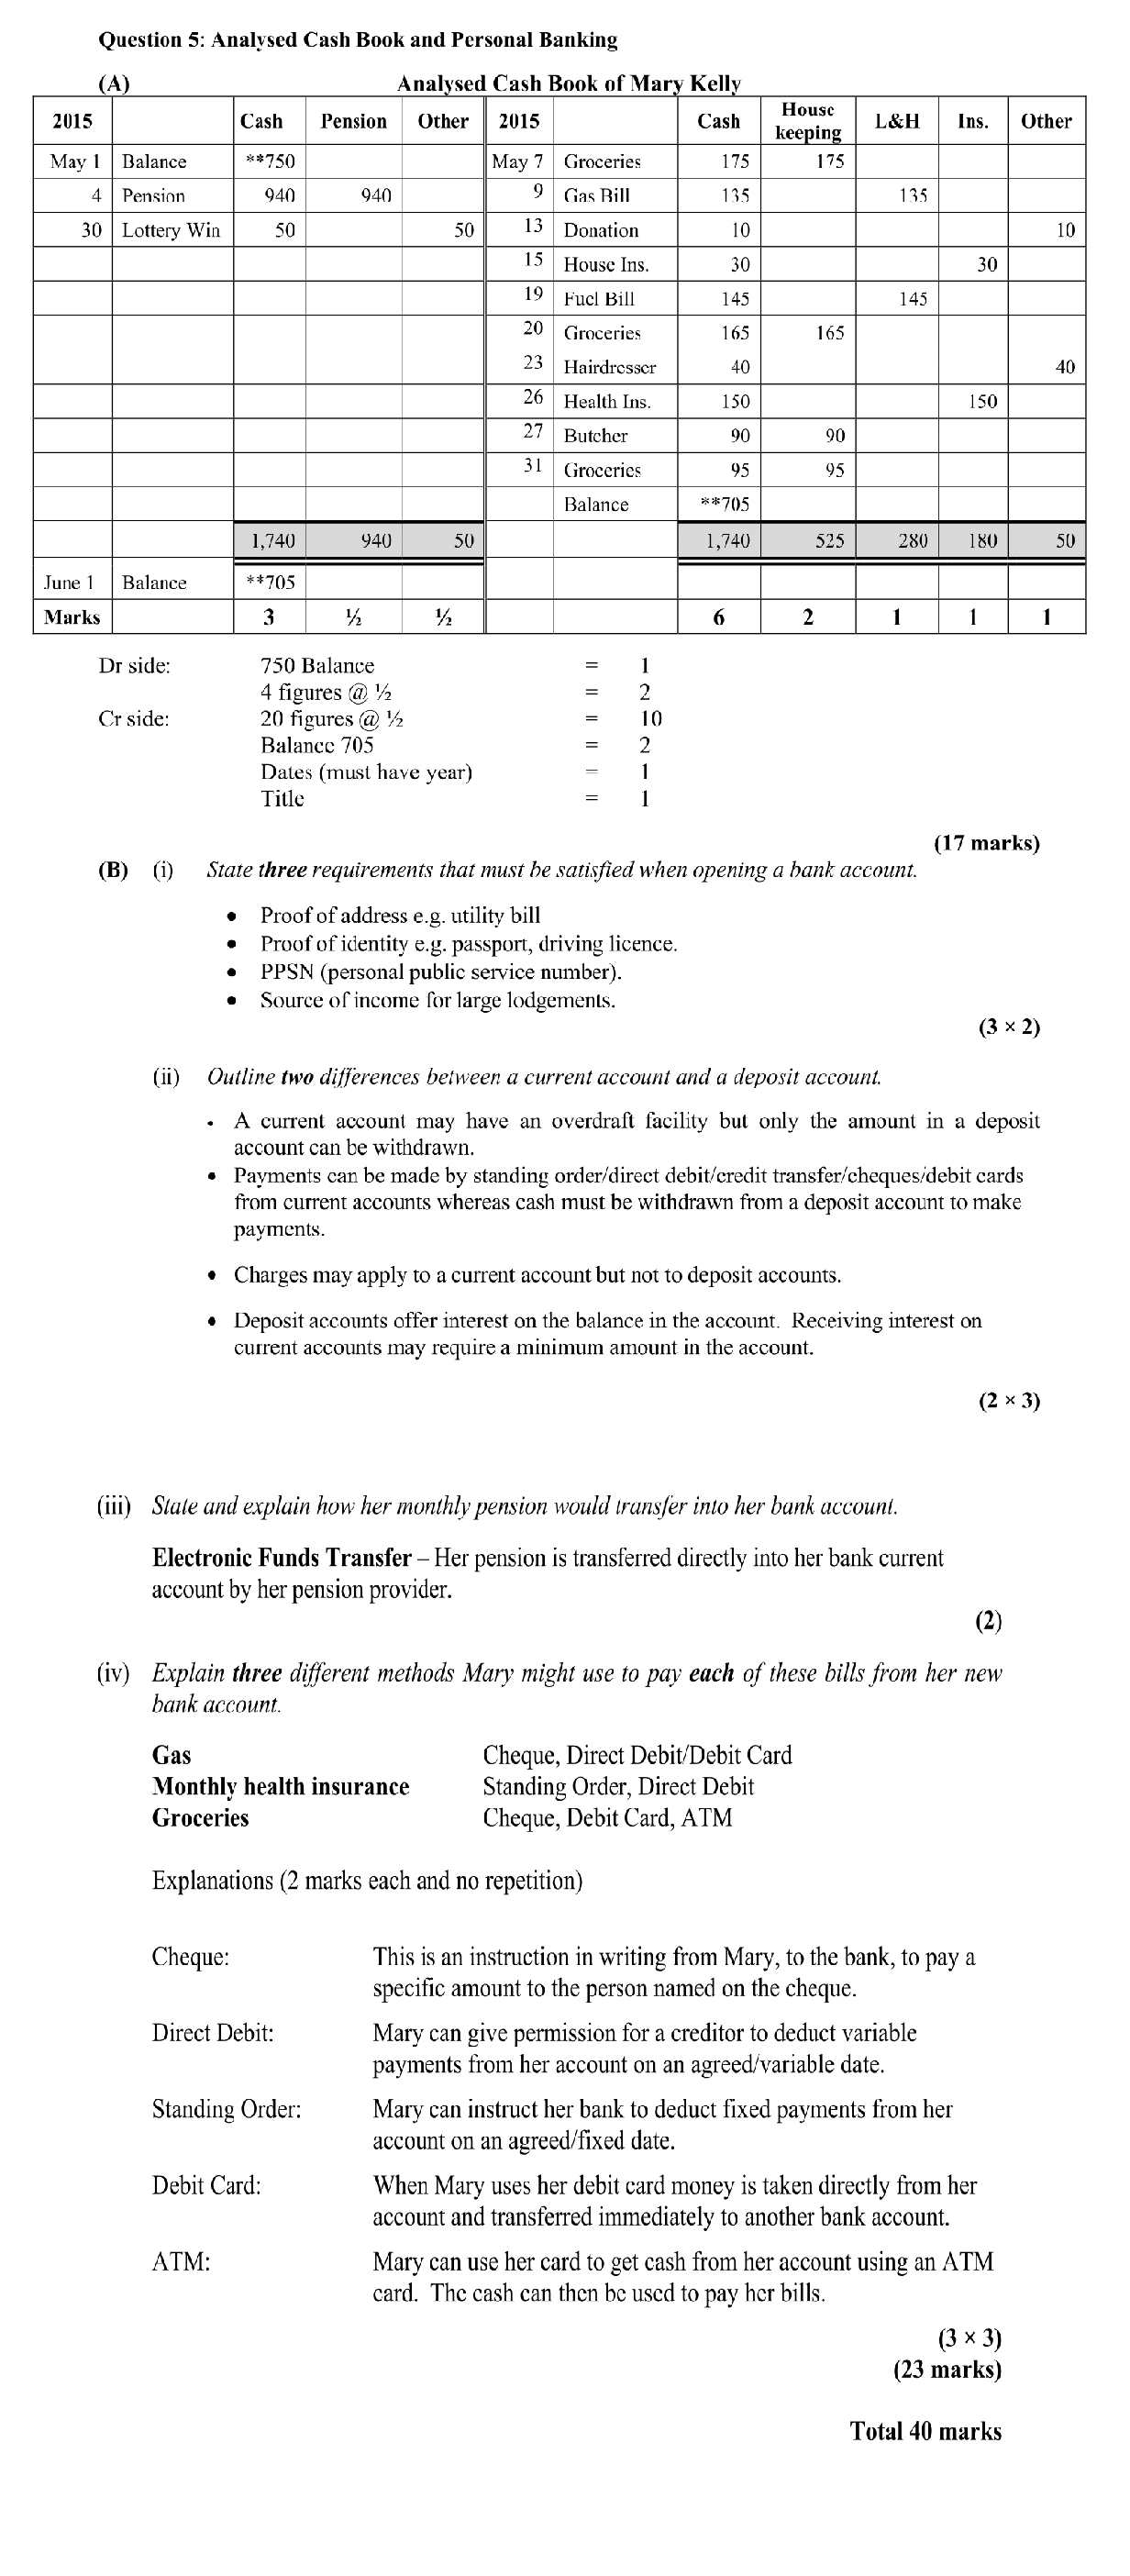 Question 5: Analysed Cash Book and Personal Banking
(A) Analysed Cash Book of Mary Kelly
2015 Cash Pension Other 2015 Cash House keeping L&H Ins. Other
May 1 Balance **750 May 7 Groceries 175 175
4 Pension 940 940 9 Gas Bill 135 135
30 Lottery Win 50 50 13 Donation 10 10
15 House Ins. 30 30
19 Fuel Bill 145 145
20 Groceries 165 165
23 Hairdresser 40 40
26 Health Ins. 150 150
27 Butcher 90 90
31 Groceries 95 95
Balance **705
1,740 940 50 1,740 525 280 180 50
June 1 Balance **705
Marks 3 ½ ½ 6 2 1 1 1
Dr side: 750 Balance = 1
4 figures @ ½ = 2
Cr side: 20 figures @ ½ = 10
Balance 705 = 2
Dates (must have year) = 1
Title = 1
(17 marks)
(B) (i) State three requirements that must be satisfied when opening a bank account.
• Proof of address e.g. utility bill
• Proof of identity e.g. passport, driving licence.
• PPSN (personal public service number).
• Source of income for large lodgements.
(3 × 2)
(ii) Outline two differences between a current account and a deposit account.
• A current account may have an overdraft facility but only the amount in a deposit
account can be withdrawn.
• Payments can be made by standing order/direct debit/credit transfer/cheques/debit cards
from current accounts whereas cash must be withdrawn from a deposit account to make
payments.
• Charges may apply to a current account but not to deposit accounts.
• Deposit accounts offer interest on the balance in the account. Receiving interest on
current accounts may require a minimum amount in the account.
(2 × 3)
(iii) State and explain how her monthly pension would transfer into her bank account.
Electronic Funds Transfer – Her pension is transferred directly into her bank current
account by her pension provider.
(2)
(iv) Explain three different methods Mary might use to pay each of these bills from her new
bank account.
Gas Cheque, Direct Debit/Debit Card
Monthly health insurance Standing Order, Direct Debit
Groceries Cheque, Debit Card, ATM
Explanations (2 marks each and no repetition)
Cheque: This is an instruction in writing from Mary, to the bank, to pay a
specific amount to the person named on the cheque.
Direct Debit: Mary can give permission for a creditor to deduct variable
payments from her account on an agreed/variable date.
Standing Order: Mary can instruct her bank to deduct fixed payments from her
account on an agreed/fixed date.
Debit Card: When Mary uses her debit card money is taken directly from her
account and transferred immediately to another bank account.
ATM: Mary can use her card to get cash from her account using an ATM
card. The cash can then be used to pay her bills.
(3 × 3)
(23 marks)
Total 40 marks